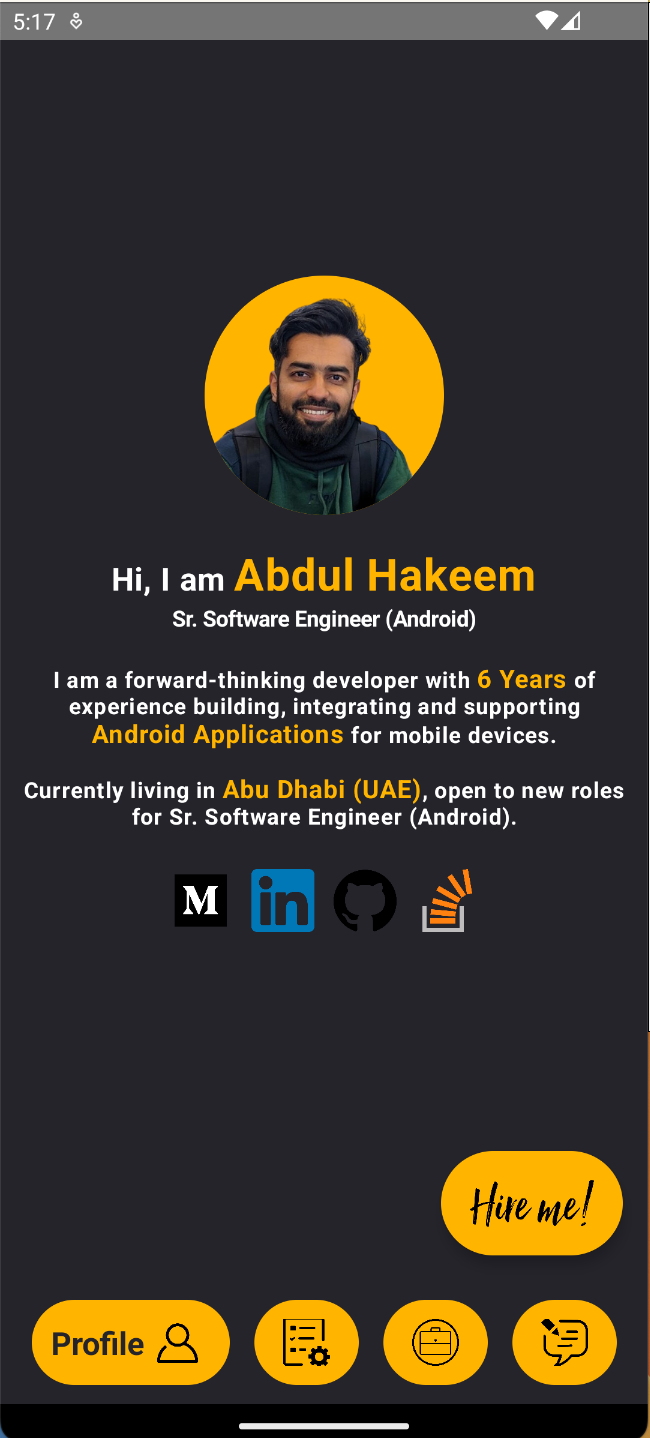 5:17
Hi, I am Abdul Hakeem
Sr. Software Engineer (Android)
I am a forward-thinking developer with 6 Years of
experience building, integrating and supporting
Android Applications for mobile devices.
Currently living in Abu Dhabi (UAE), open to new roles
for Sr. Software Engineer (Android).
M in
Hire me!
Profile